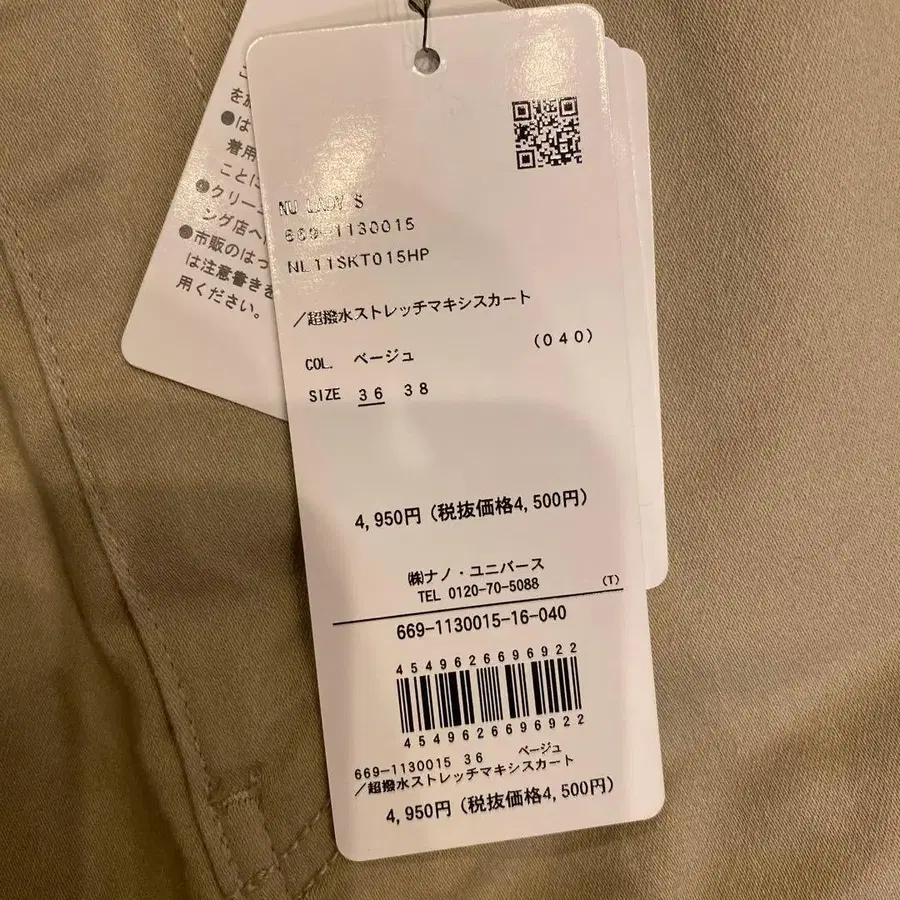 を
●は
着用
ことに
●クリーニ
ング店へ
●市販のはっ
は注意書きを
用ください。
NU LADY S
669-1130015
NL11SKT015HP
／超撥水ストレッチマキシスカート
COL. ベージュ (040)
SIZE 36 38
4,950円 (税抜価格4,500円)
㈱ナノ・ユニバース
TEL 0120-70-5088 (T)
669-1130015-16-040
4549626696922
4549626696922
669-1130015 36 ベージュ
／超撥水ストレッチマキシスカート
4,950円 (税抜価格4,500円)